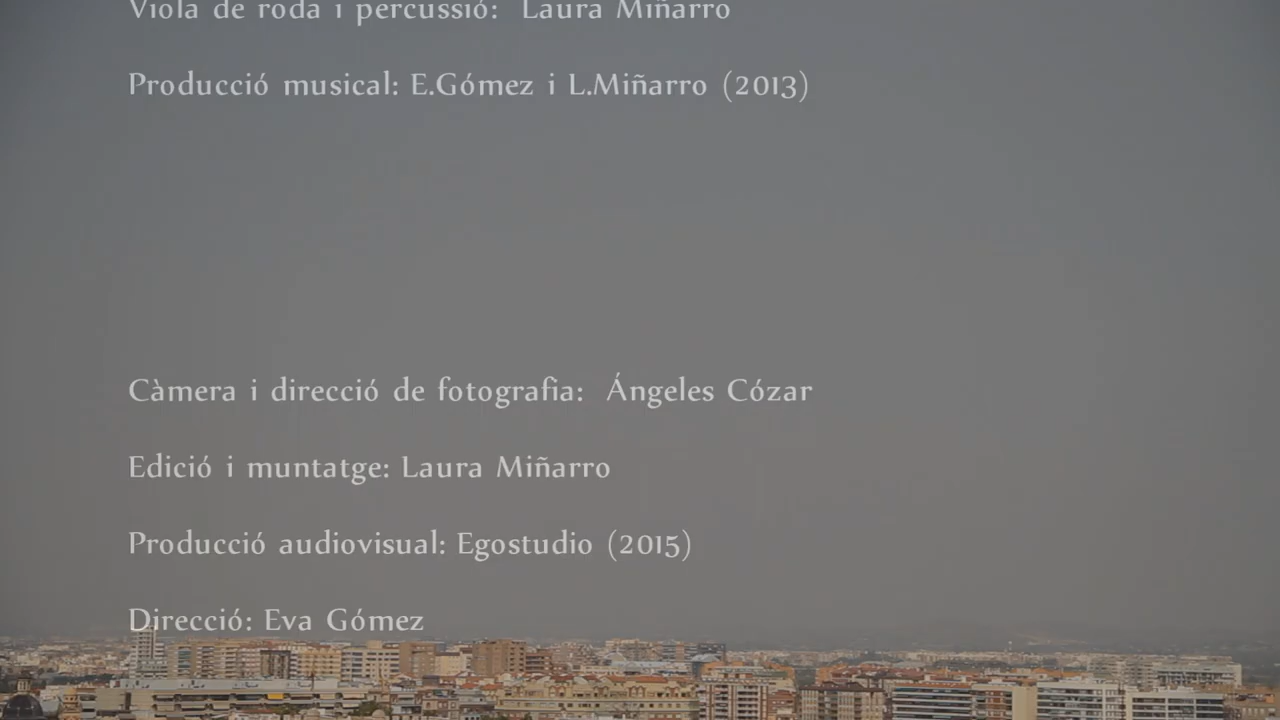 Viola de roda i percussió: Laura Miñarro
Producció musical: E.Gómez i L.Miñarro (2013)
Càmera i direcció de fotografia: Ángeles Cózar
Edició i muntatge: Laura Miñarro
Producció audiovisual: Egostudio (2015)
Direcció: Eva Gómez